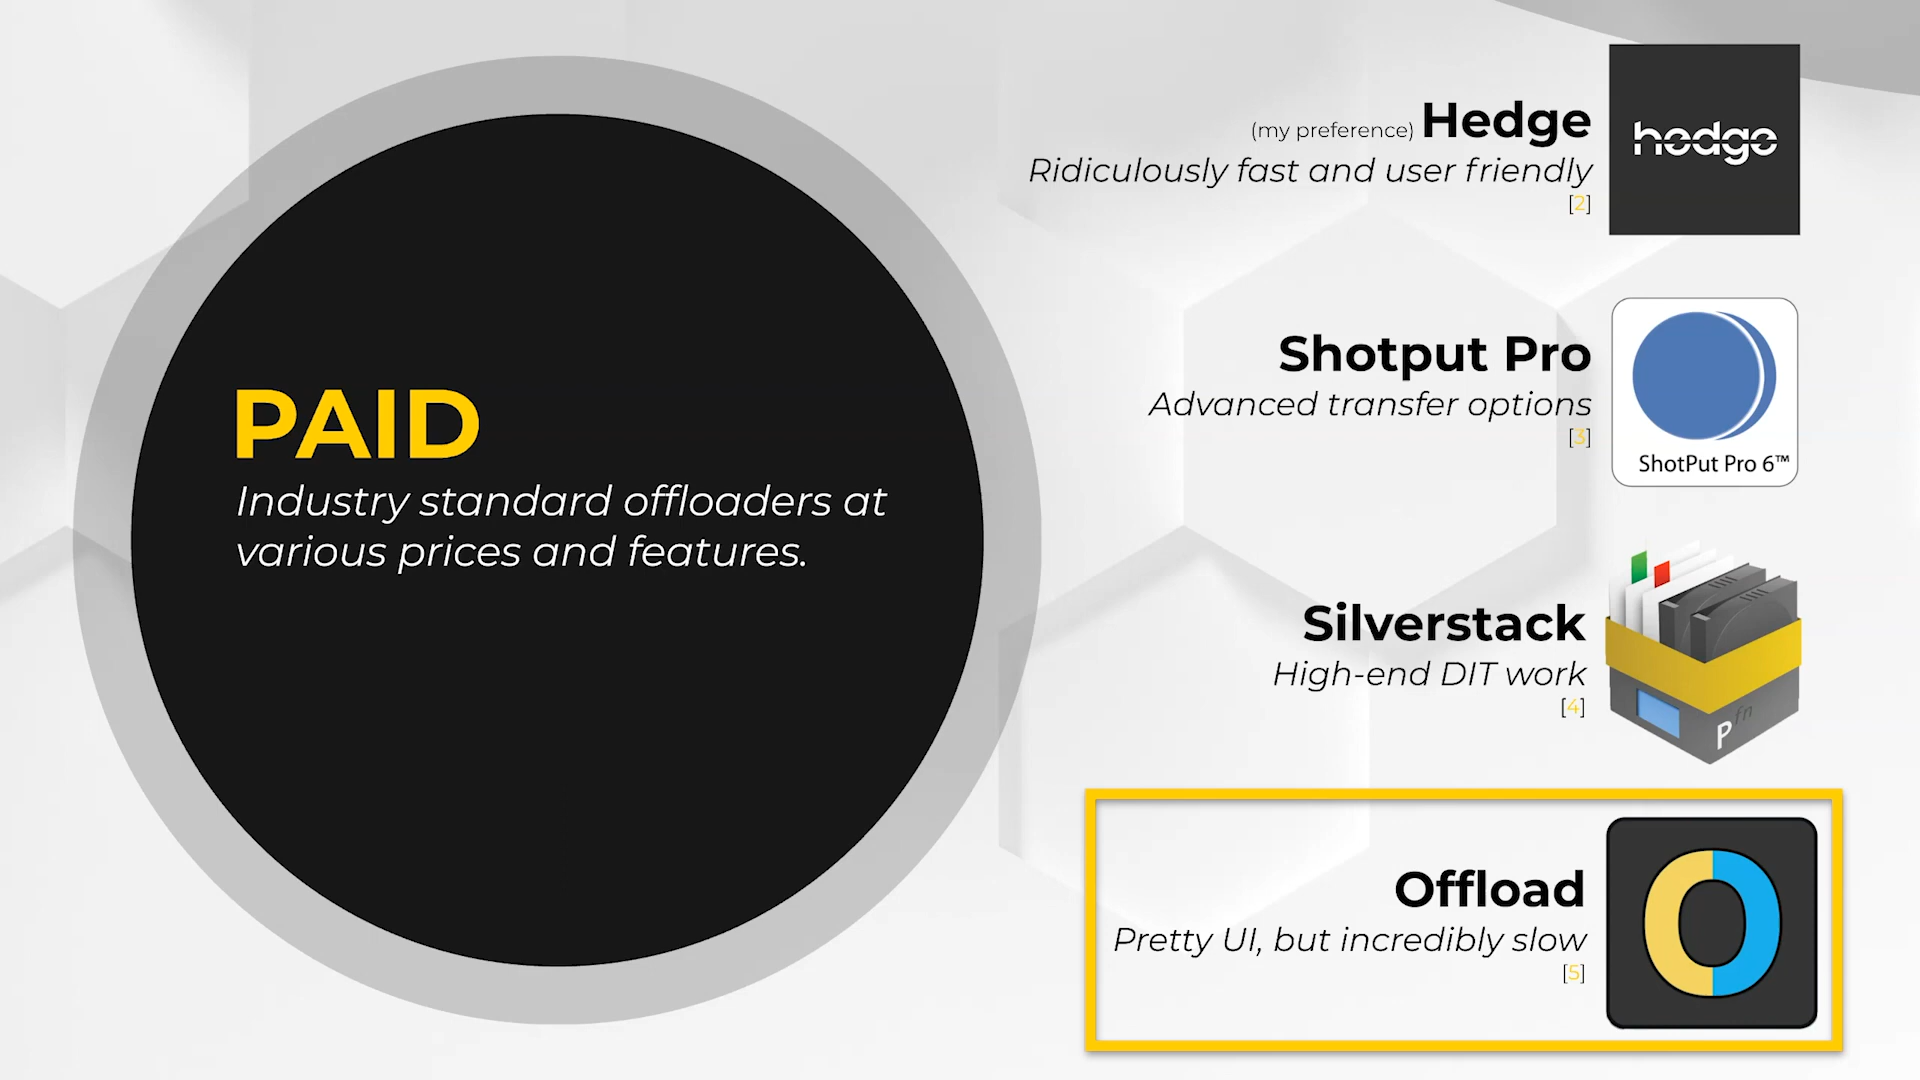 PAID
Industry standard offloaders at
various prices and features.
(my preference) Hedge
Ridiculously fast and user friendly
[2]
hedge
Shotput Pro
Advanced transfer options
[3]
ShotPut Pro 6™
Silverstack
High-end DIT work
[4]
Pfn
Offload
Pretty UI, but incredibly slow
[5]
O